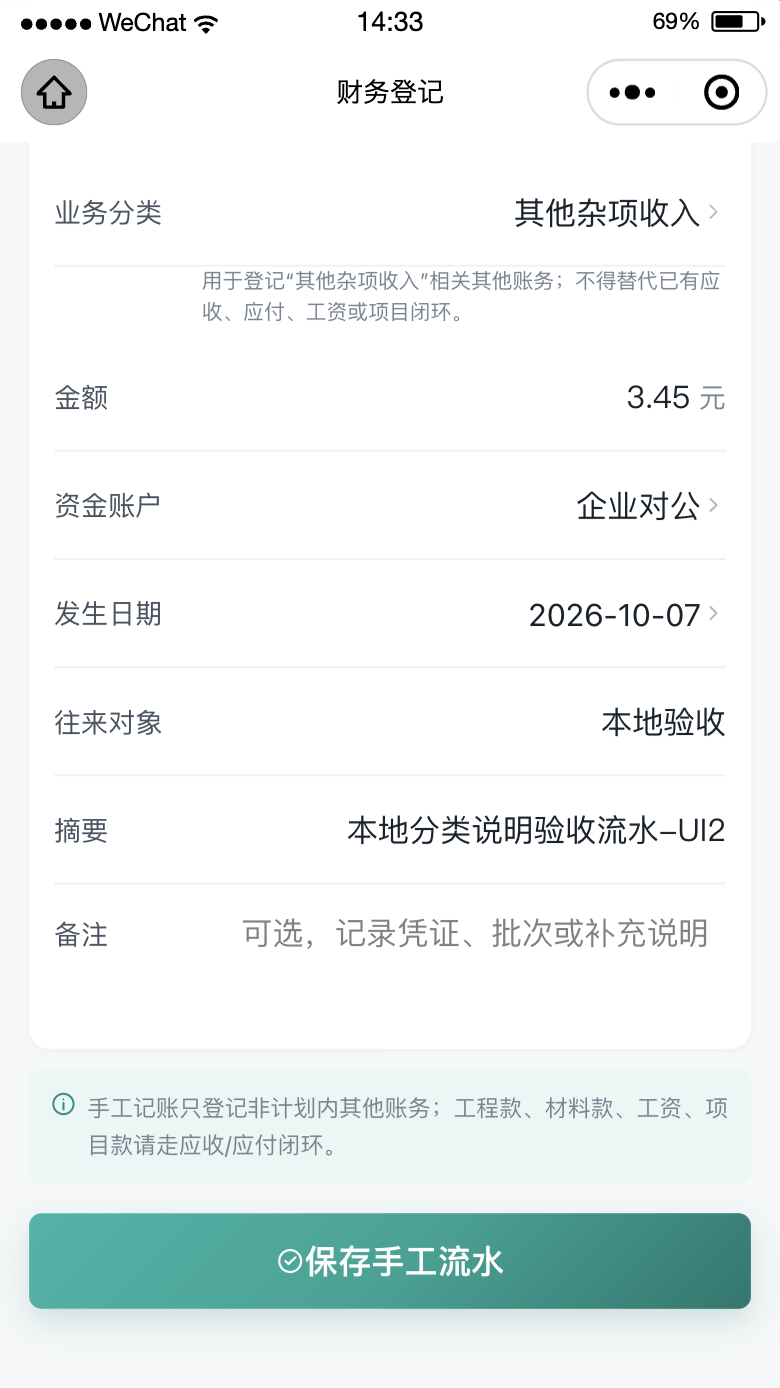 WeChat
14:33
69%
财务登记
业务分类
其他杂项收入
用于登记“其他杂项收入”相关其他账务；不得替代已有应
收、应付、工资或项目闭环。
金额
3.45 元
资金账户
企业对公
发生日期
2026-10-07
往来对象
本地验收
摘要
本地分类说明验收流水-UI2
备注
可选，记录凭证、批次或补充说明
手工记账只登记非计划内其他账务；工程款、材料款、工资、项
目款请走应收/应付闭环。
保存手工流水